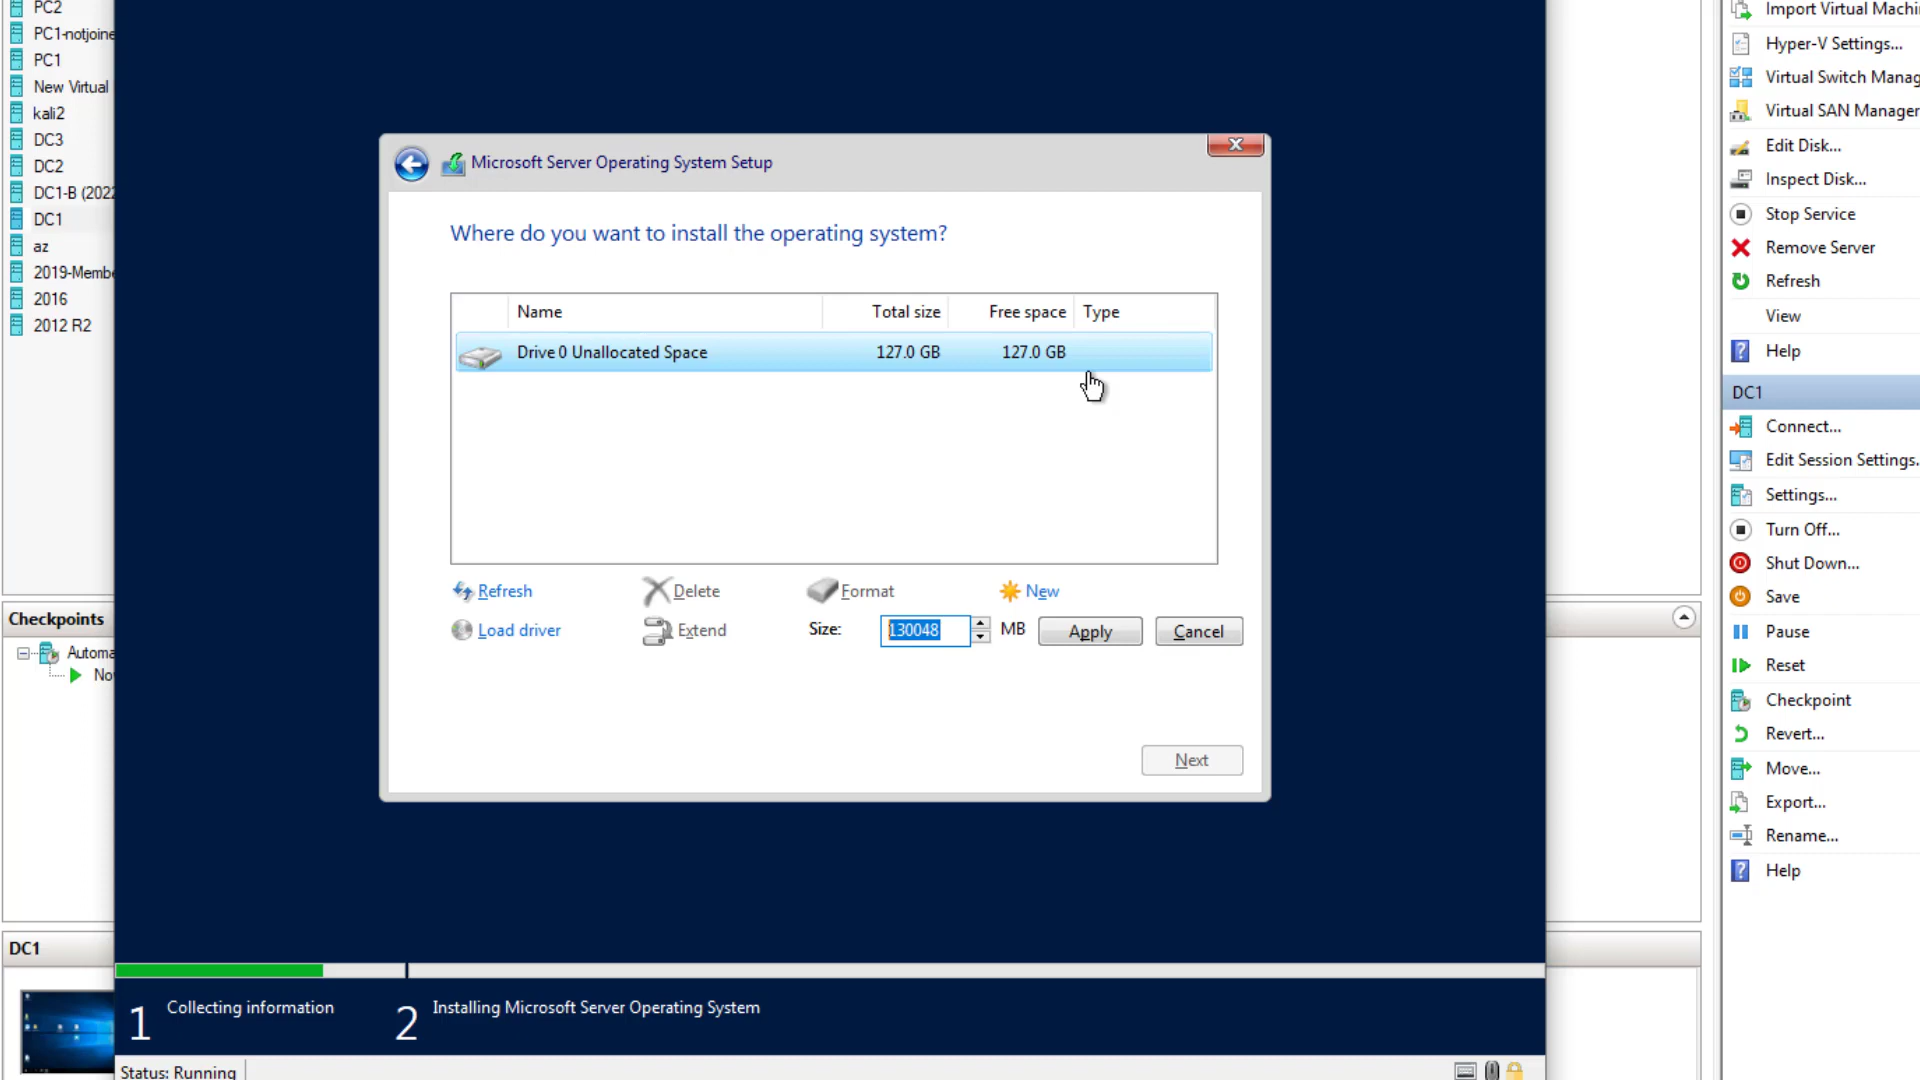 PC2
PC1-notjoine
PC1
New Virtual
kali2
DC3
DC2
DC1-B (2022
DC1
az
2019-Membe
2016
2012 R2
Checkpoints
Automa
No
DC1
Microsoft Server Operating System Setup
Where do you want to install the operating system?
Name Total size Free space Type
Drive 0 Unallocated Space 127.0 GB 127.0 GB
Refresh Delete Format New
Load driver Extend Size: 130048 MB Apply Cancel
Next
1 Collecting information 2 Installing Microsoft Server Operating System
Status: Running
Import Virtual Machi
Hyper-V Settings...
Virtual Switch Manag
Virtual SAN Manager
Edit Disk...
Inspect Disk...
Stop Service
Remove Server
Refresh
View
Help
DC1
Connect...
Edit Session Settings.
Settings...
Turn Off...
Shut Down...
Save
Pause
Reset
Checkpoint
Revert...
Move...
Export...
Rename...
Help